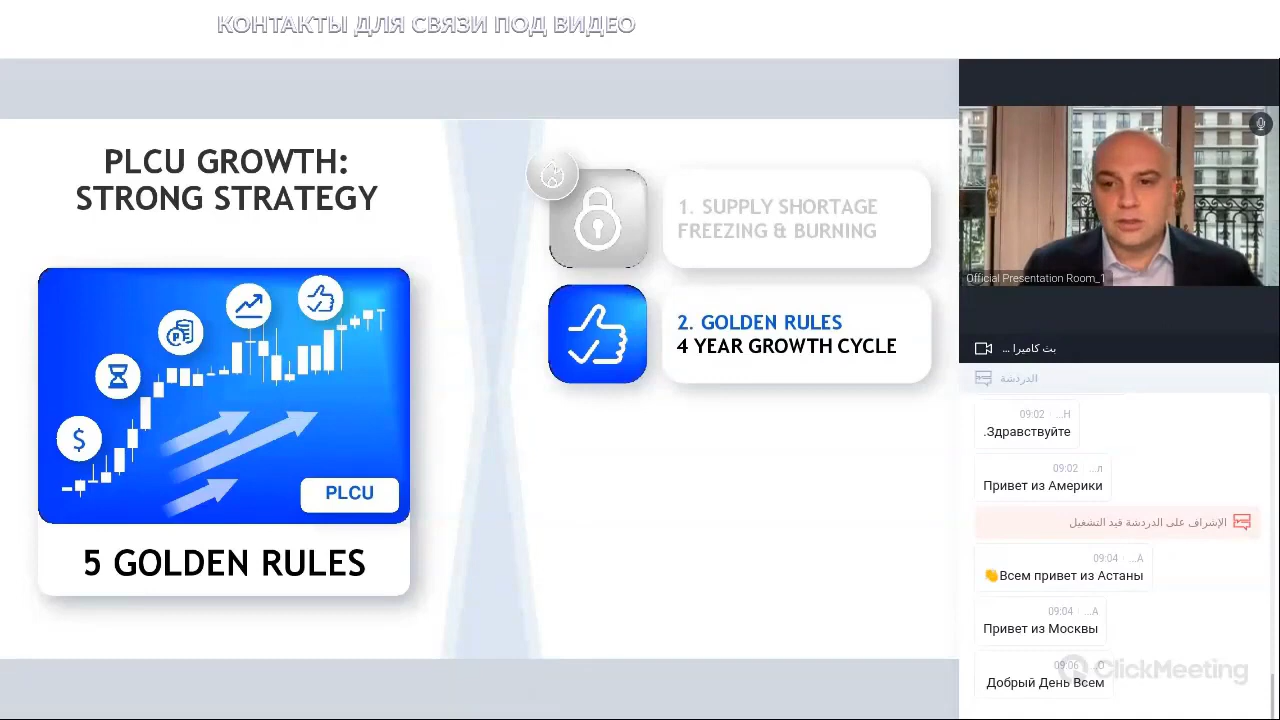 КОНТАКТЫ ДЛЯ СВЯЗИ ПОД ВИДЕО
PLCU GROWTH:
STRONG STRATEGY
$
P
PLCU
5 GOLDEN RULES
1. SUPPLY SHORTAGE
FREEZING & BURNING
2. GOLDEN RULES
4 YEAR GROWTH CYCLE
Official Presentation Room_1
بث كاميرا ...
الدردشة
09:02 · ...H
.Здравствуйте
09:02 · ...л
Привет из Америки
الإشراف على الدردشة قيد التشغيل
09:04 · ...A
👋Всем привет из Астаны
09:04 · ...A
Привет из Москвы
09:06 · ...O
Добрый День Всем
ClickMeeting